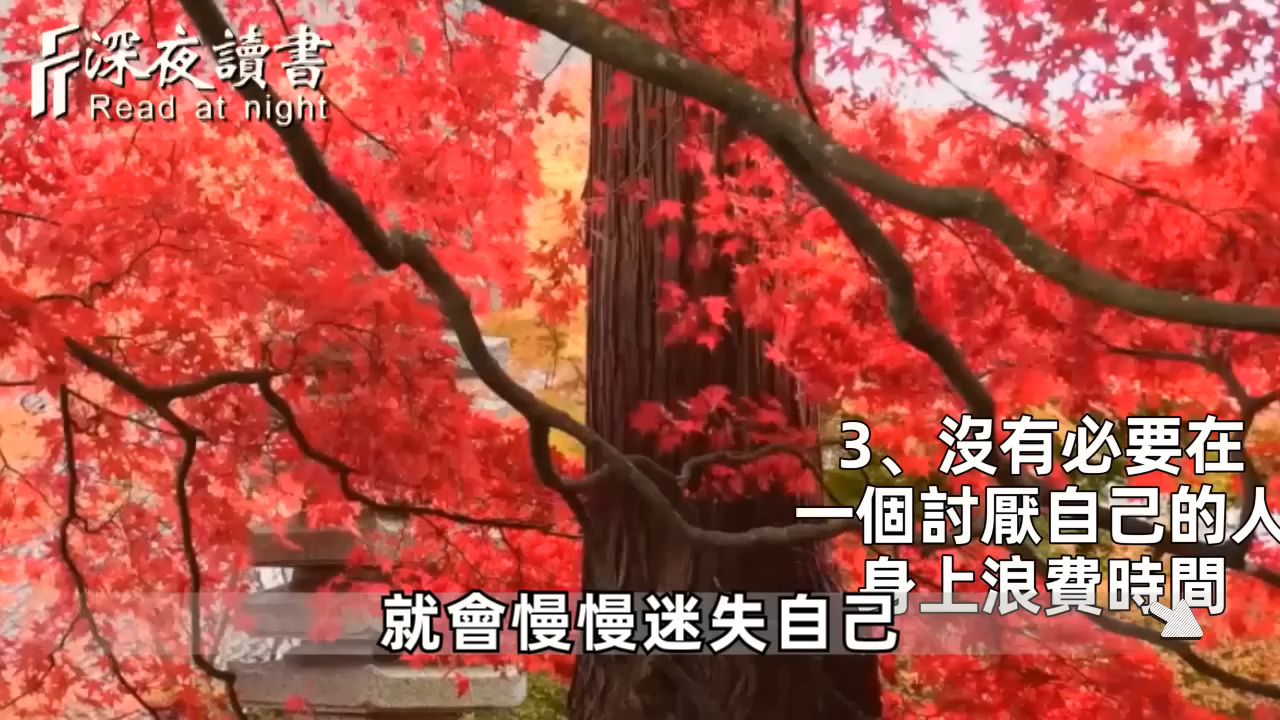 深夜讀書
Read at night
3、沒有必要在
一個討厭自己的人
身上浪費時間
就會慢慢迷失自己